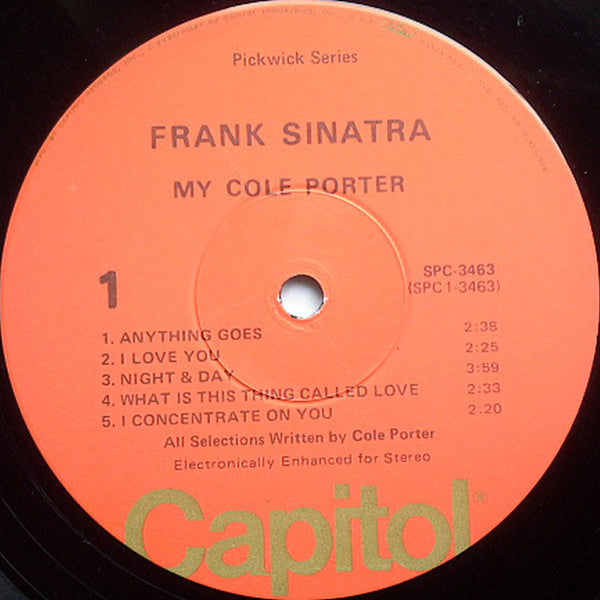 Pickwick Series
FRANK SINATRA
MY COLE PORTER
1
SPC-3463
(SPC 1-3463)
1. ANYTHING GOES 2:38
2. I LOVE YOU 2:25
3. NIGHT & DAY 3:59
4. WHAT IS THIS THING CALLED LOVE 2:33
5. I CONCENTRATE ON YOU 2:20
All Selections Written by Cole Porter
Electronically Enhanced for Stereo
Capitol®